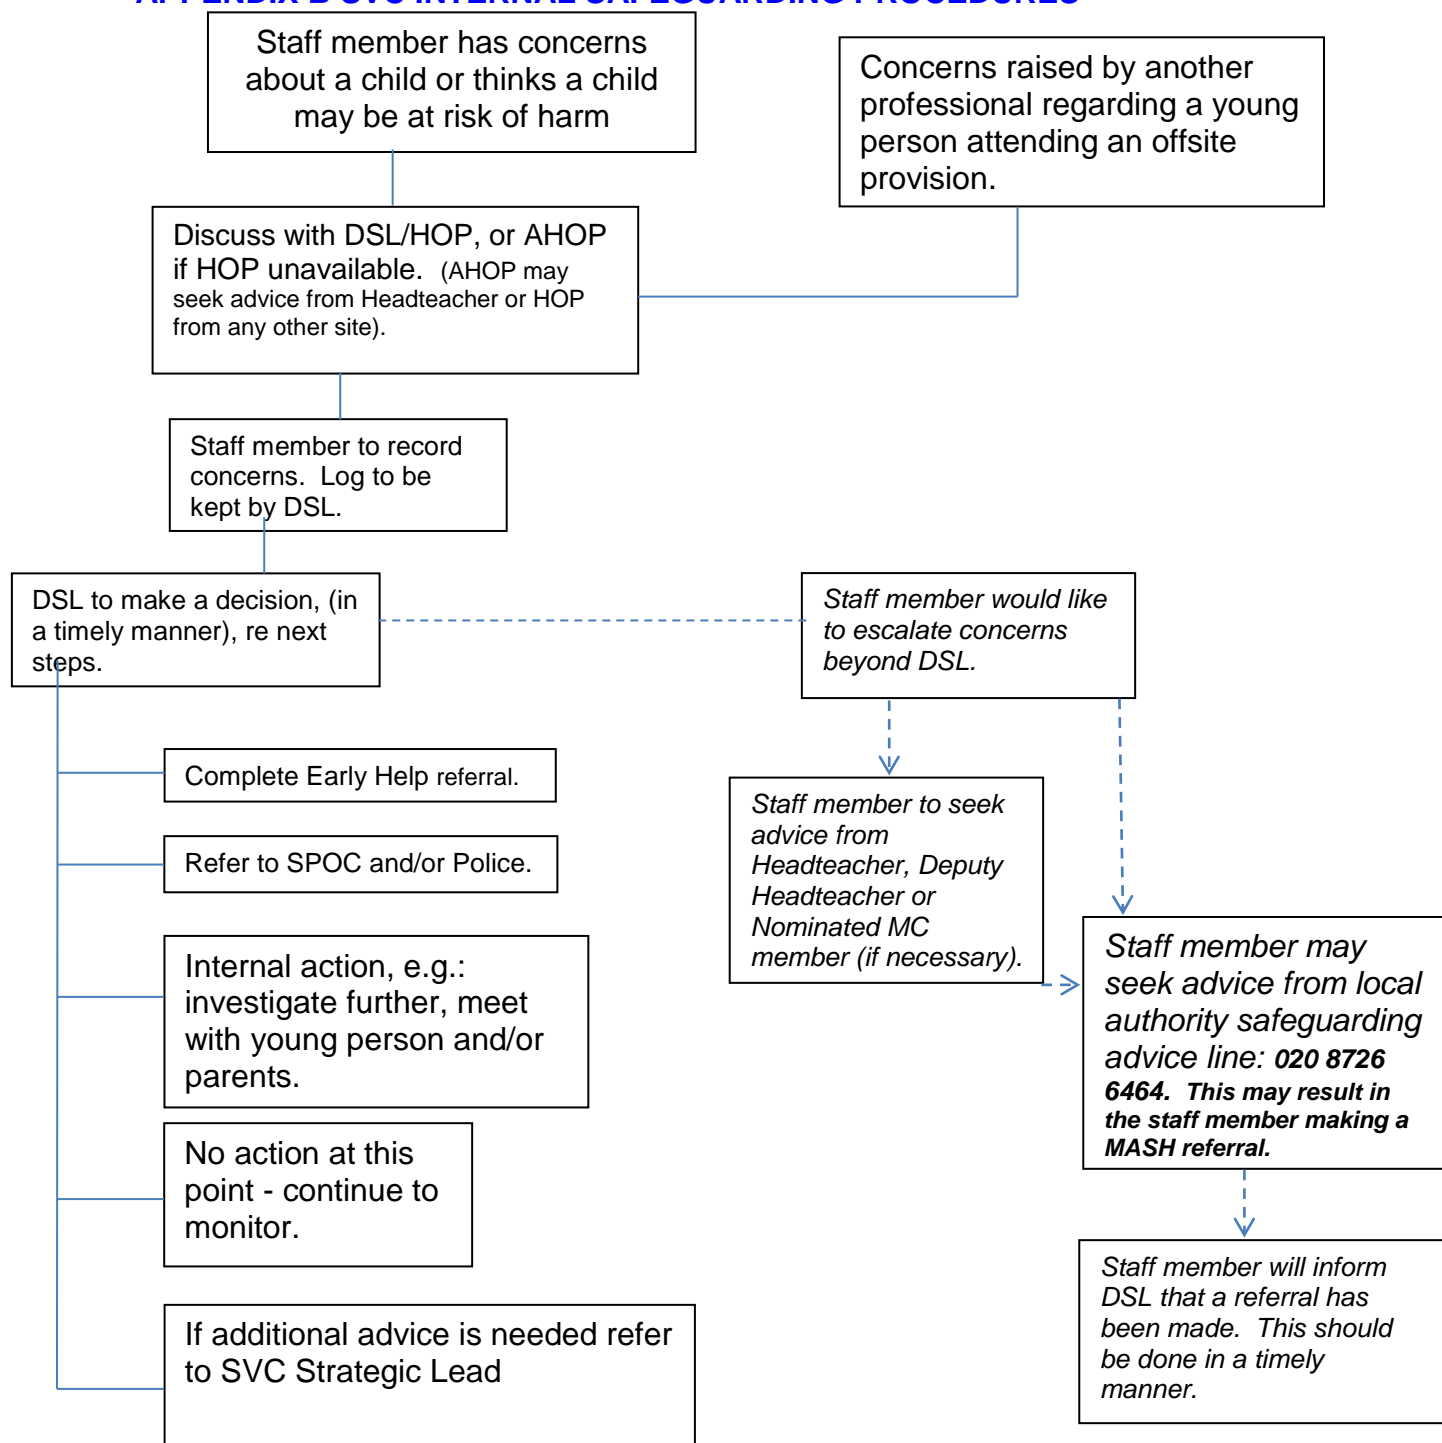 APPENDIX B SVC INTERNAL SAFEGUARDING PROCEDURES
Staff member has concerns
about a child or thinks a child
may be at risk of harm
Concerns raised by another
professional regarding a young
person attending an offsite
provision.
Discuss with DSL/HOP, or AHOP
if HOP unavailable. (AHOP may
seek advice from Headteacher or HOP
from any other site).
Staff member to record
concerns. Log to be
kept by DSL.
DSL to make a decision, (in
a timely manner), re next
steps.
Staff member would like
to escalate concerns
beyond DSL.
Complete Early Help referral.
Refer to SPOC and/or Police.
Internal action, e.g.:
investigate further, meet
with young person and/or
parents.
No action at this
point - continue to
monitor.
If additional advice is needed refer
to SVC Strategic Lead
Staff member to seek
advice from
Headteacher, Deputy
Headteacher or
Nominated MC
member (if necessary).
Staff member may
seek advice from local
authority safeguarding
advice line: 020 8726
6464. This may result in
the staff member making a
MASH referral.
Staff member will inform
DSL that a referral has
been made. This should
be done in a timely
manner.